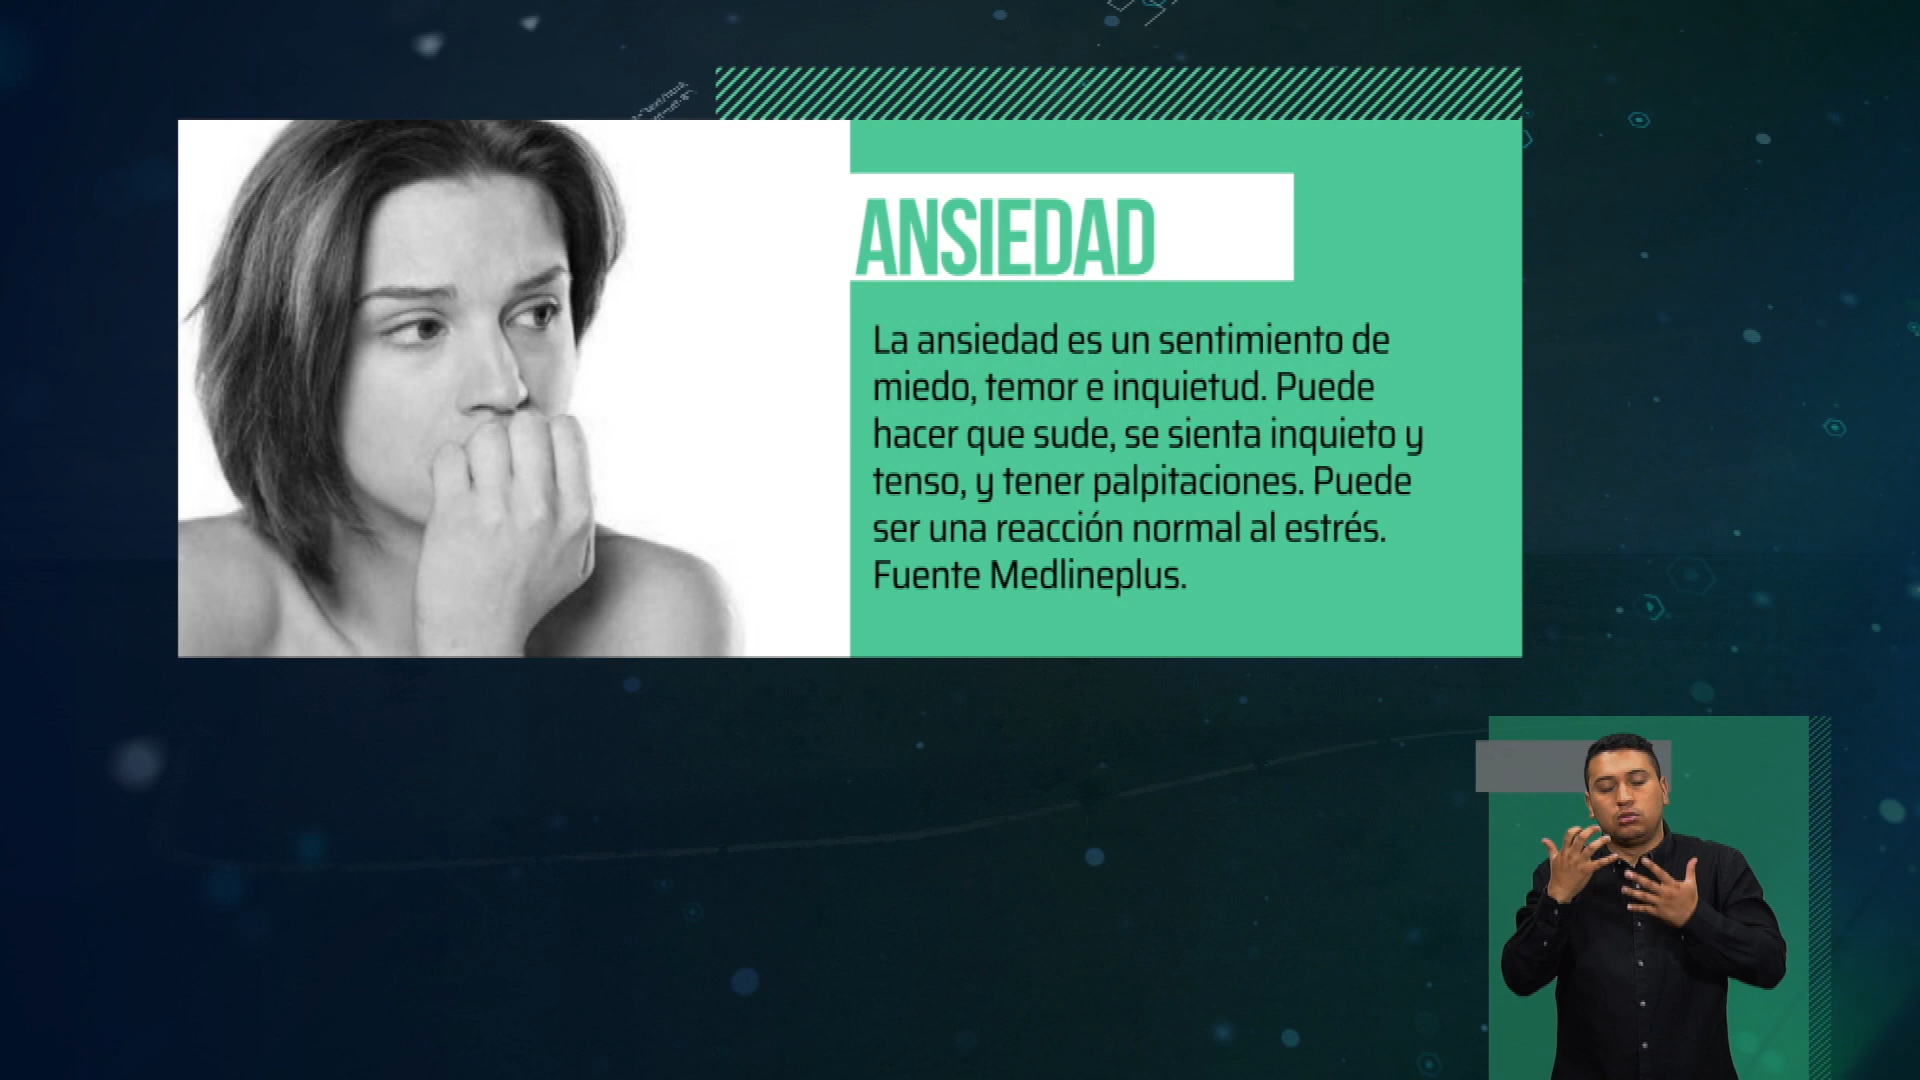 ANSIEDAD
La ansiedad es un sentimiento de
miedo, temor e inquietud. Puede
hacer que sude, se sienta inquieto y
tenso, y tener palpitaciones. Puede
ser una reacción normal al estrés.
Fuente Medlineplus.